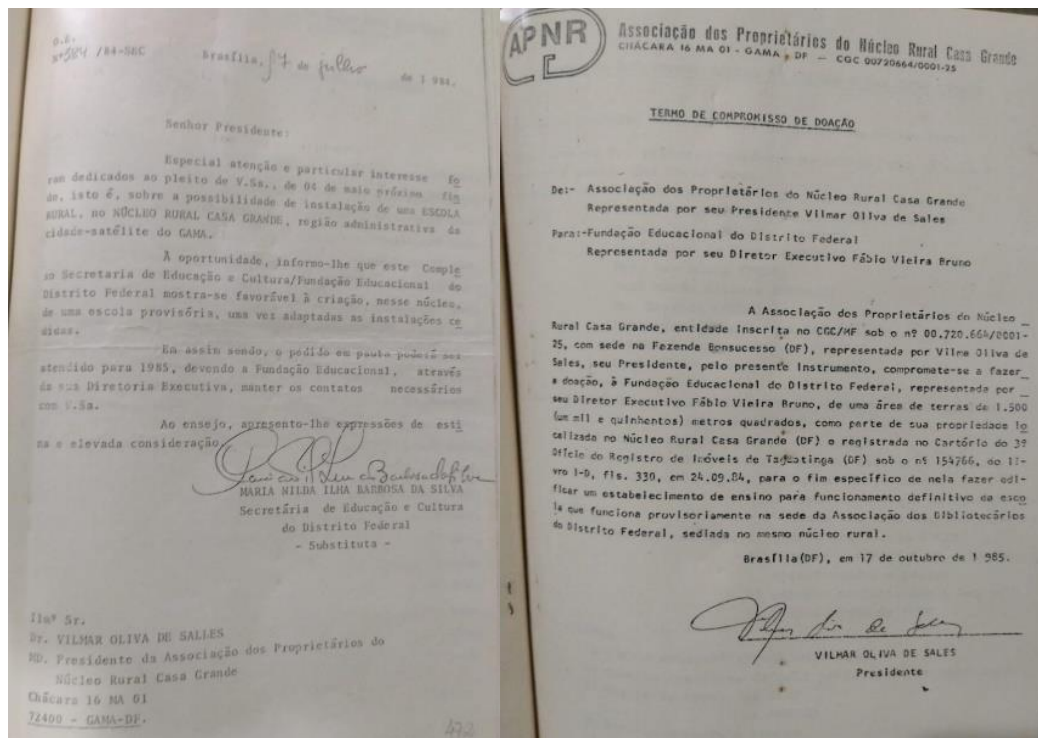 O.E.
Nº384 /84-SEC
Brasília, 17 de julho de 1 984.
Senhor Presidente:
Especial atenção e particular interesse fo
ram dedicados ao pleito de V.Sa., de 04 de maio próximo fin
do, isto é, sobre a possibilidade de instalação de uma ESCOLA
RURAL, no NÚCLEO RURAL CASA GRANDE, região administrativa da
cidade-satélite do GAMA.
À oportunidade, informo-lhe que este Comple
xo Secretaria de Educação e Cultura/Fundação Educacional do
Distrito Federal mostra-se favorável à criação, nesse núcleo,
de uma escola provisória, uma vez adaptadas as instalações ce
didas.
Em assim sendo, o pedido em pauta poderá ser
atendido para 1985, devendo a Fundação Educacional, através
de sua Diretoria Executiva, manter os contatos necessários
com V.Sa.
Ao ensejo, apresento-lhe expressões de esti
ma e elevada consideração.
MARIA NILDA ILHA BARBOSA DA SILVA
Secretária de Educação e Cultura
do Distrito Federal
- Substituta -
Ilmº Sr.
Dr. VILMAR OLIVA DE SALLES
MD. Presidente da Associação dos Proprietários do
Núcleo Rural Casa Grande
Chácara 16 MA 01
72400 - GAMA-DF.
472
APNR
Associação dos Proprietários do Núcleo Rural Casa Grande
CHÁCARA 16 MA 01 - GAMA, DF - CGC 00720664/0001-25
TERMO DE COMPROMISSO DE DOAÇÃO
De:- Associação dos Proprietários do Núcleo Rural Casa Grande
Representada por seu Presidente Vilmar Oliva de Sales
Para:-Fundação Educacional do Distrito Federal
Representada por seu Diretor Executivo Fábio Vieira Bruno
A Associação dos Proprietários do Núcleo
Rural Casa Grande, entidade inscrita no CGC/MF sob o nº 00.720.664/0001-
25, com sede na Fazende Bonsucesso (DF), representada por Vilma Oliva de
Sales, seu Presidente, pelo presente instrumento, compromete-se a fazer
a doação, à Fundação Educacional do Distrito Federal, representada por
seu Diretor Executivo Fábio Vieira Bruno, de uma área de terras de 1.500
(um mil e quinhentos) metros quadrados, como parte de sua propriedade lo
calizada no Núcleo Rural Casa Grande (DF) e registrada no Cartório do 3º
Ofício do Registro de Imóveis de Taguatinga (DF) sob o nº 154766, do li-
vro 1-D, fls. 330, em 24.09.84, para o fim específico de nela fazer edi-
ficar um estabelecimento de ensino para funcionamento definitivo da esco
la que funciona provisoriamente na sede da Associação dos Bibliotecários
do Distrito Federal, sediada no mesmo núcleo rural.
Brasília(DF), em 17 de outubro de 1 985.
VILMAR OLIVA DE SALES
Presidente